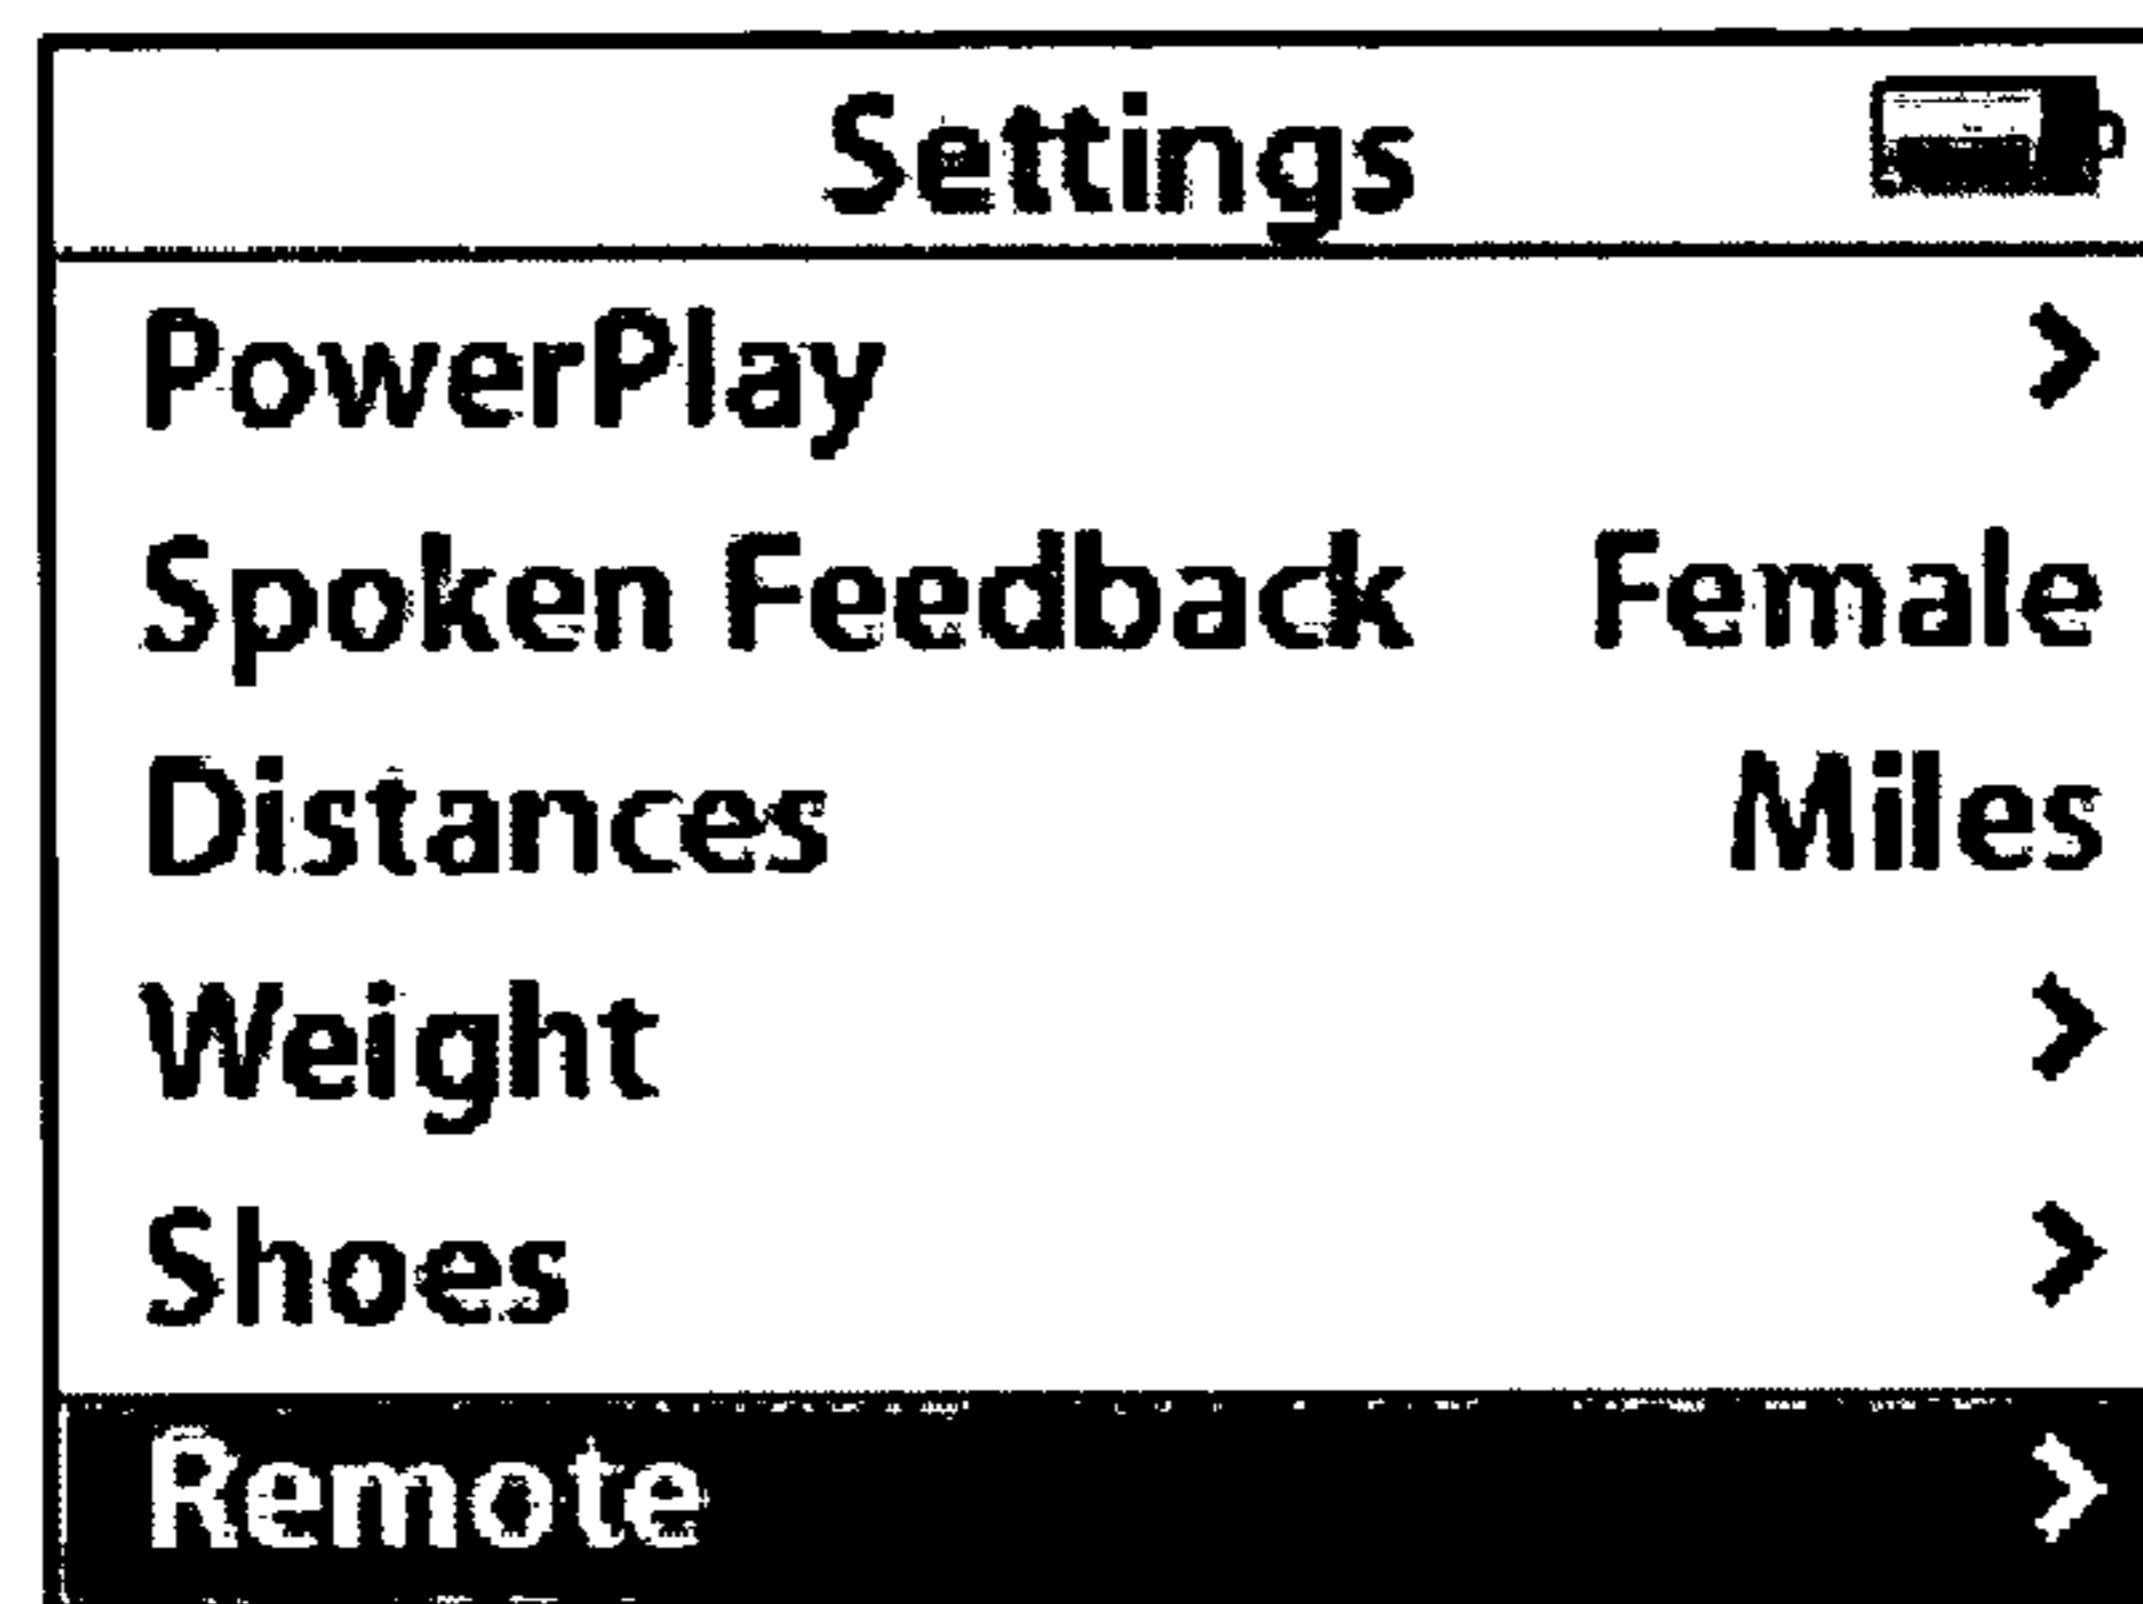 Settings
PowerPlay >
Spoken Feedback Female
Distances Miles
Weight >
Shoes >
Remote >